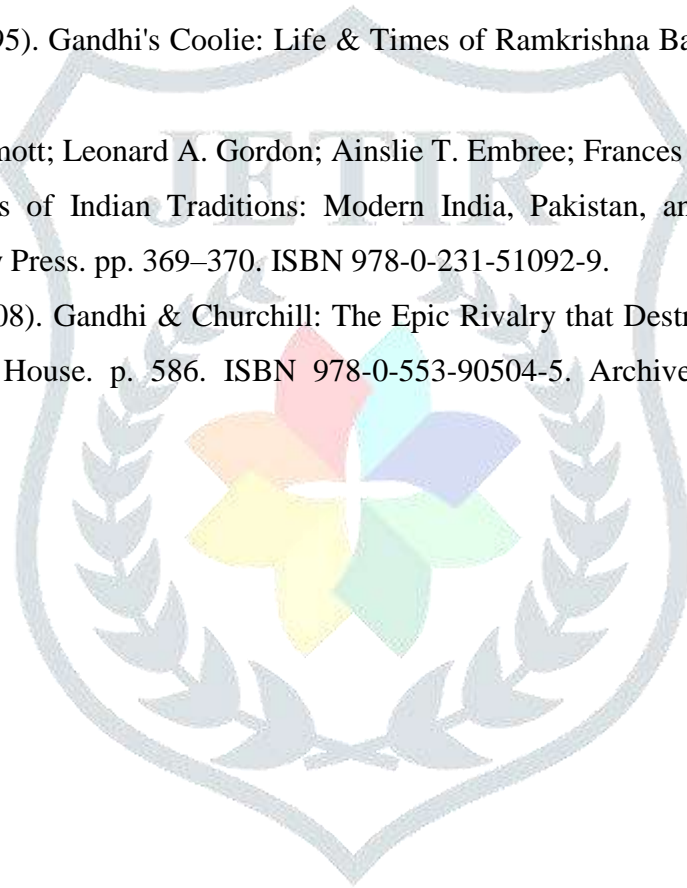 95). Gandhi's Coolie: Life & Times of Ramkrishna Ba
nott; Leonard A. Gordon; Ainslie T. Embree; Frances
s of Indian Traditions: Modern India, Pakistan, an
Press. pp. 369–370. ISBN 978-0-231-51092-9.
08). Gandhi & Churchill: The Epic Rivalry that Destr
House. p. 586. ISBN 978-0-553-90504-5. Archive
JETIR